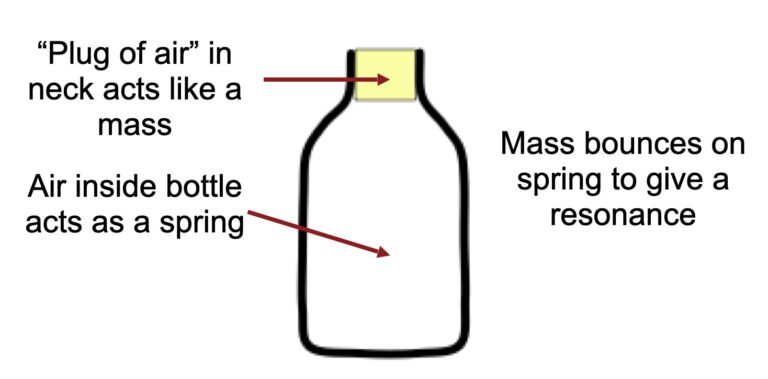 “Plug of air” in
neck acts like a
mass
Air inside bottle
acts as a spring
Mass bounces on
spring to give a
resonance